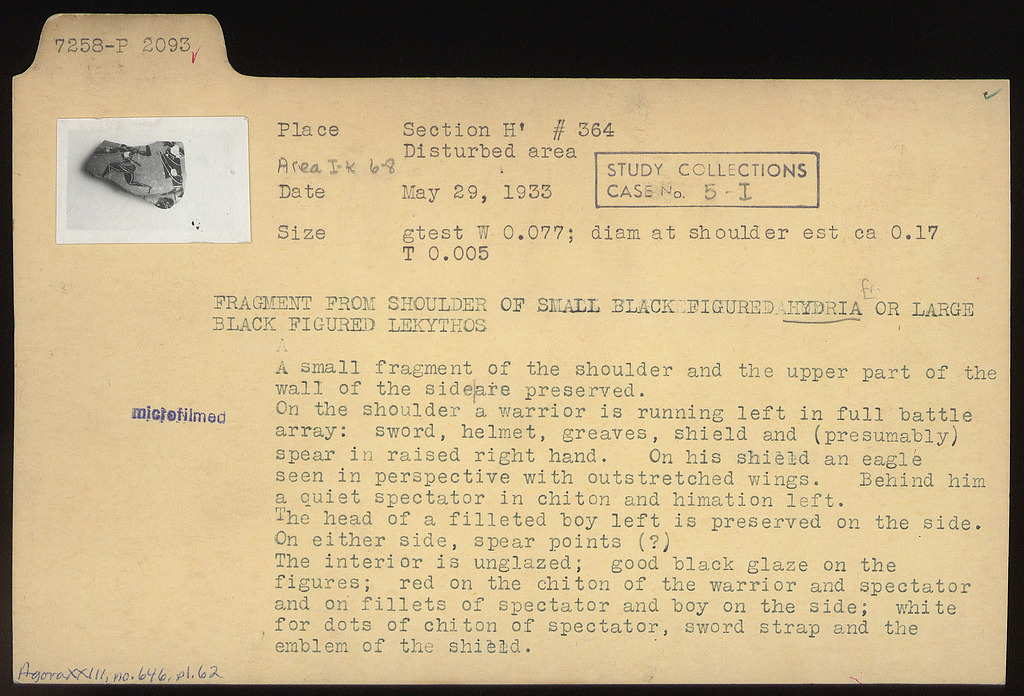 7258-P 2093
Place Section H' # 364
Disturbed area
Area I-K 6-8
STUDY COLLECTIONS
CASE No. 5-I
Date May 29, 1933
Size gtest W 0.077; diam at shoulder est ca 0.17
T 0.005
fr.
FRAGMENT FROM SHOULDER OF SMALL BLACK FIGURED HYDRIA OR LARGE
BLACK FIGURED LEKYTHOS
A
A small fragment of the shoulder and the upper part of the
wall of the side|are preserved.
microfilmed
On the shoulder a warrior is running left in full battle
array: sword, helmet, greaves, shield and (presumably)
spear in raised right hand. On his shield an eagle
seen in perspective with outstretched wings. Behind him
a quiet spectator in chiton and himation left.
The head of a filleted boy left is preserved on the side.
On either side, spear points (?)
The interior is unglazed; good black glaze on the
figures; red on the chiton of the warrior and spectator
and on fillets of spectator and boy on the side; white
for dots of chiton of spectator, sword strap and the
emblem of the shield.
Agora XXIII, no. 646, pl. 62